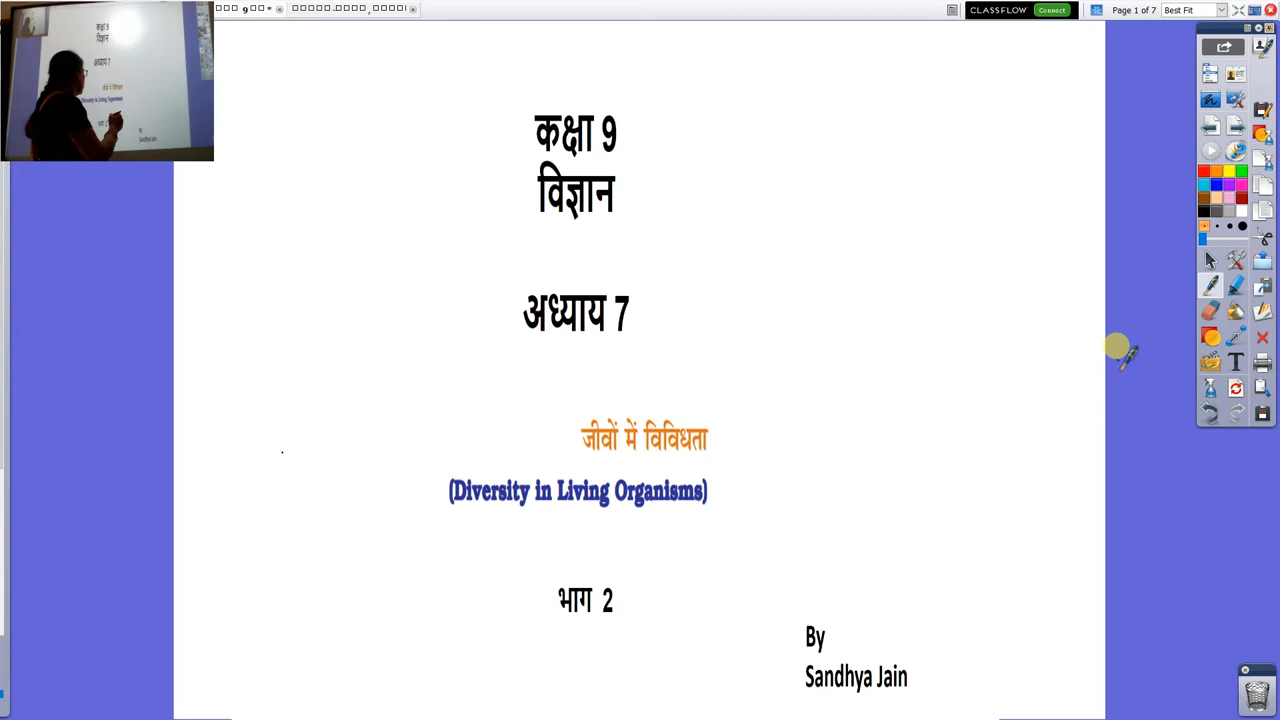 CLASSFLOW Connect Page 1 of 7 Best Fit
कक्षा 9
विज्ञान
अध्याय 7
जीवों में विविधता
(Diversity in Living Organisms)
भाग 2
By
Sandhya Jain